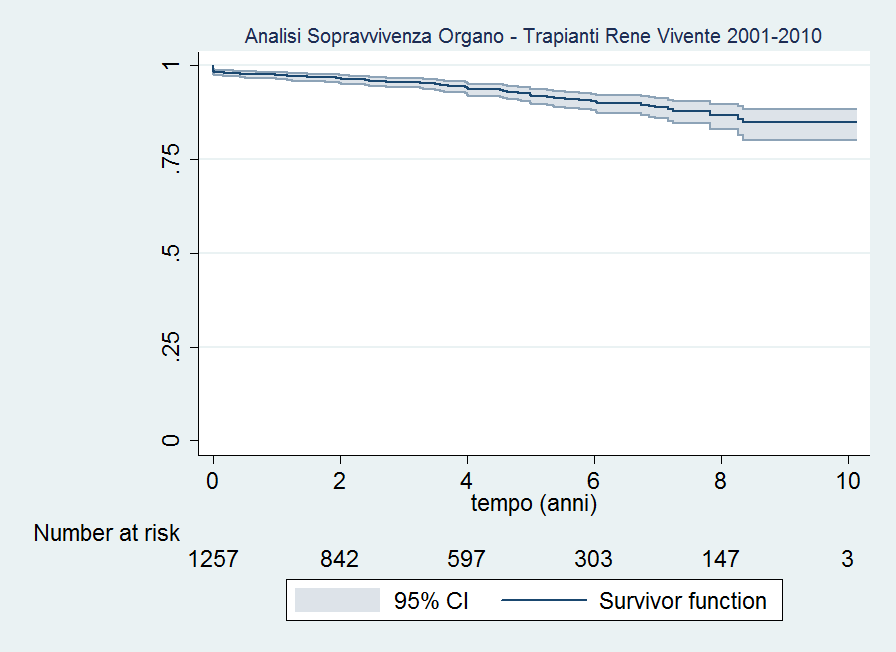 Analisi Sopravvivenza Organo - Trapianti Rene Vivente 2001-2010
1
.75
.5
.25
0
0 2 4 6 8 10
tempo (anni)
Number at risk
1257 842 597 303 147 3
95% CI Survivor function